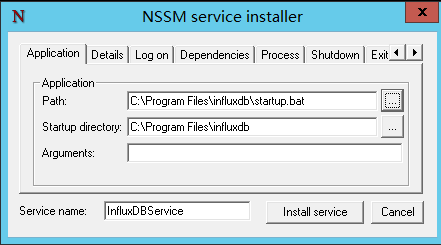 N NSSM service installer x
Application Details Log on Dependencies Process Shutdown Exit
Application
Path: C:\Program Files\influxdb\startup.bat ...
Startup directory: C:\Program Files\influxdb ...
Arguments:
Service name: InfluxDBService Install service Cancel